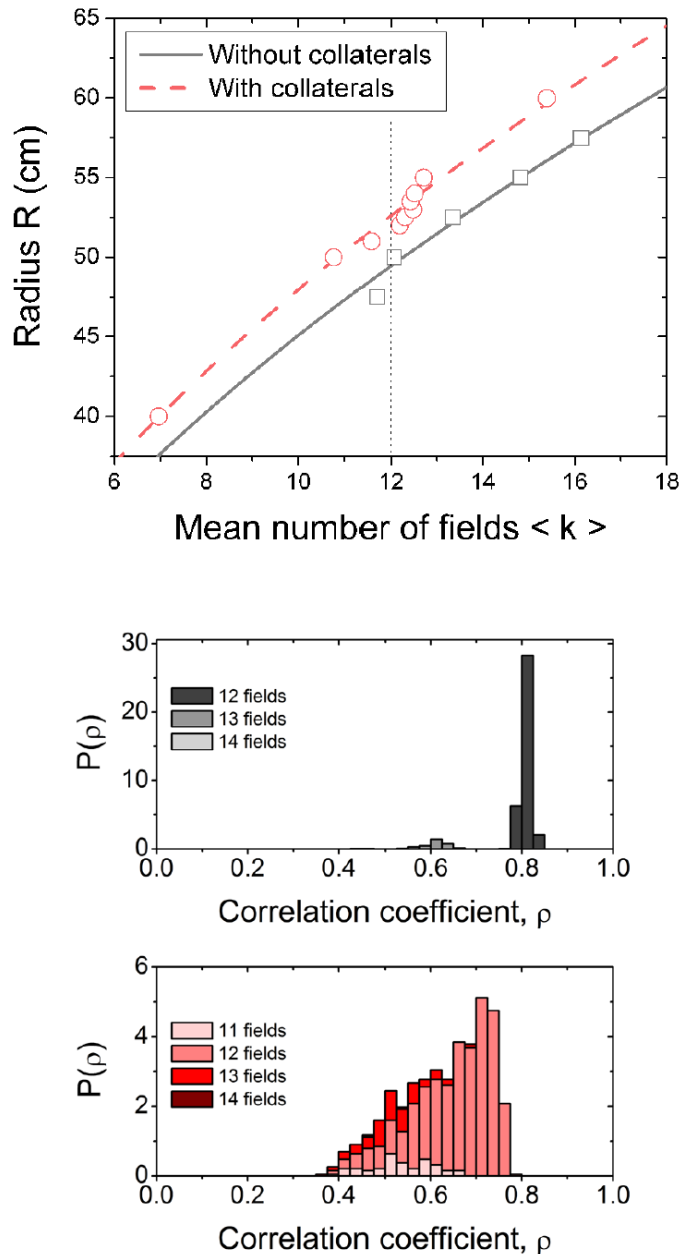 65
60
55
50
45
40
Radius R (cm)
Without collaterals
With collaterals
6 8 10 12 14 16 18
Mean number of fields < k >
30
20
10
0
P(ρ)
12 fields
13 fields
14 fields
0.0 0.2 0.4 0.6 0.8 1.0
Correlation coefficient, ρ
6
4
2
0
P(ρ)
11 fields
12 fields
13 fields
14 fields
0.0 0.2 0.4 0.6 0.8 1.0
Correlation coefficient, ρ